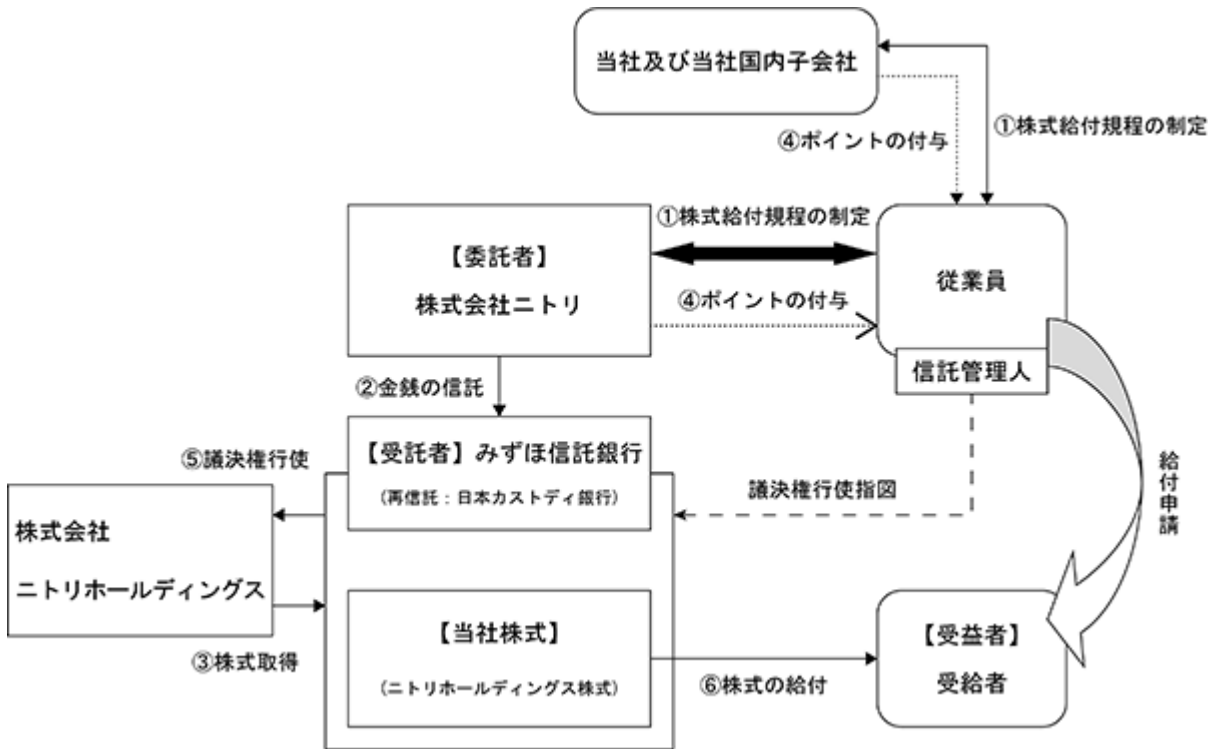 当社及び当社国内子会社
④ポイントの付与
①株式給付規程の制定
【委託者】
株式会社ニトリ
①株式給付規程の制定
④ポイントの付与
従業員
信託管理人
②金銭の信託
【受託者】みずほ信託銀行
(再信託：日本カストディ銀行)
⑤議決権行使
議決権行使指図
給付申請
株式会社
ニトリホールディングス
③株式取得
【当社株式】
(ニトリホールディングス株式)
⑥株式の給付
【受益者】
受給者